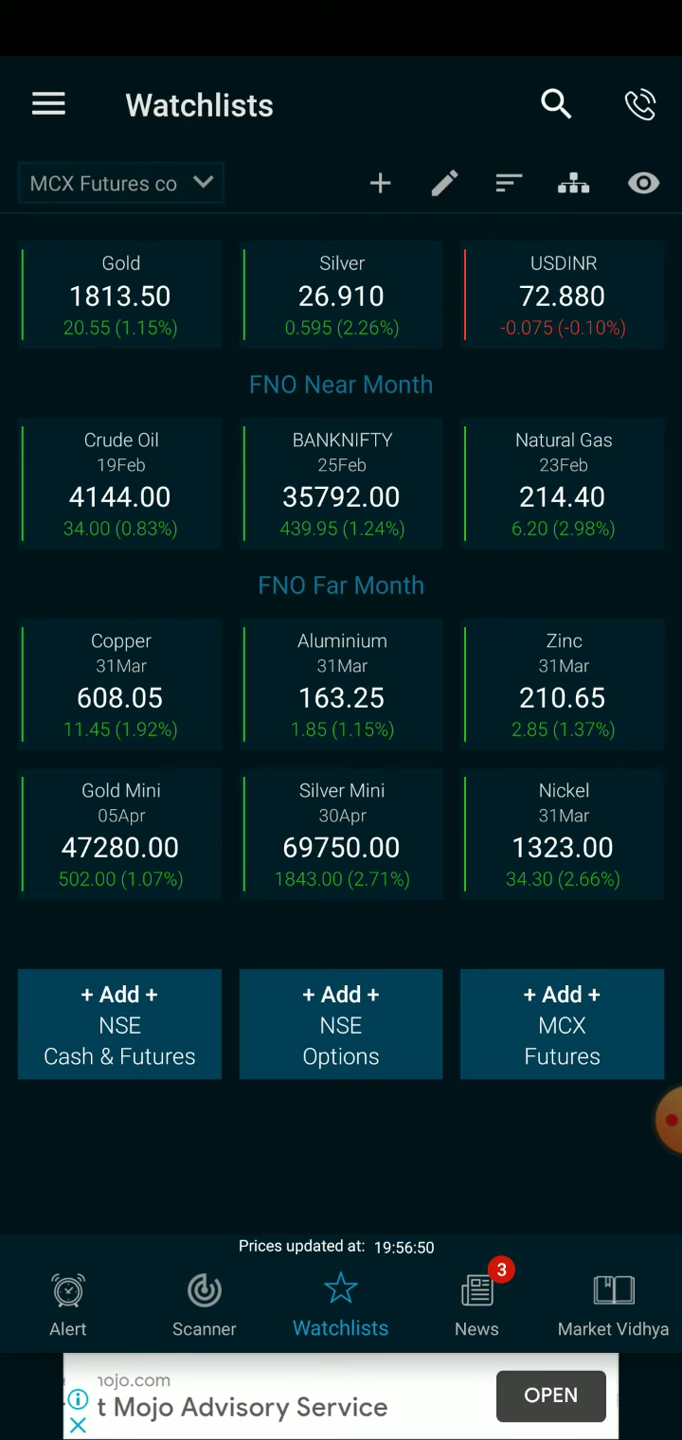 Watchlists
MCX Futures co
Gold
1813.50
20.55 (1.15%)
Silver
26.910
0.595 (2.26%)
USDINR
72.880
-0.075 (-0.10%)
FNO Near Month
Crude Oil
19Feb
4144.00
34.00 (0.83%)
BANKNIFTY
25Feb
35792.00
439.95 (1.24%)
Natural Gas
23Feb
214.40
6.20 (2.98%)
FNO Far Month
Copper
31Mar
608.05
11.45 (1.92%)
Aluminium
31Mar
163.25
1.85 (1.15%)
Zinc
31Mar
210.65
2.85 (1.37%)
Gold Mini
05Apr
47280.00
502.00 (1.07%)
Silver Mini
30Apr
69750.00
1843.00 (2.71%)
Nickel
31Mar
1323.00
34.30 (2.66%)
+ Add +
NSE
Cash & Futures
+ Add +
NSE
Options
+ Add +
MCX
Futures
Prices updated at: 19:56:50
Alert
Scanner
Watchlists
3
News
Market Vidhya
ojo.com
t Mojo Advisory Service
OPEN